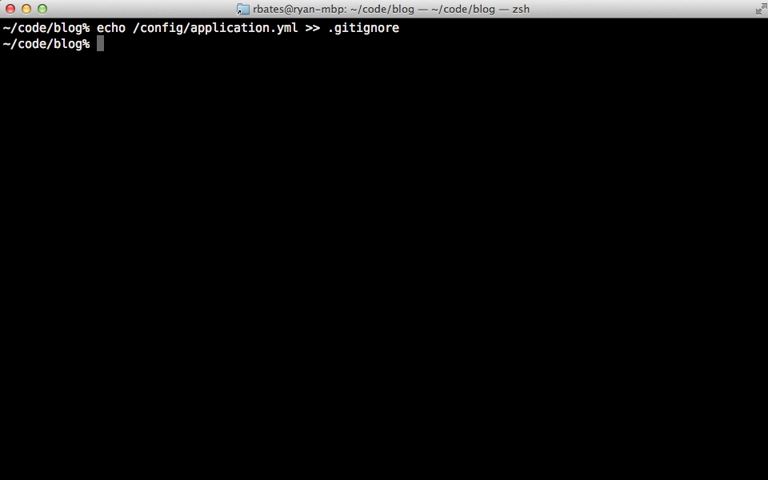 rbates@ryan-mbp: ~/code/blog — ~/code/blog — zsh
~/code/blog% echo /config/application.yml >> .gitignore
~/code/blog%